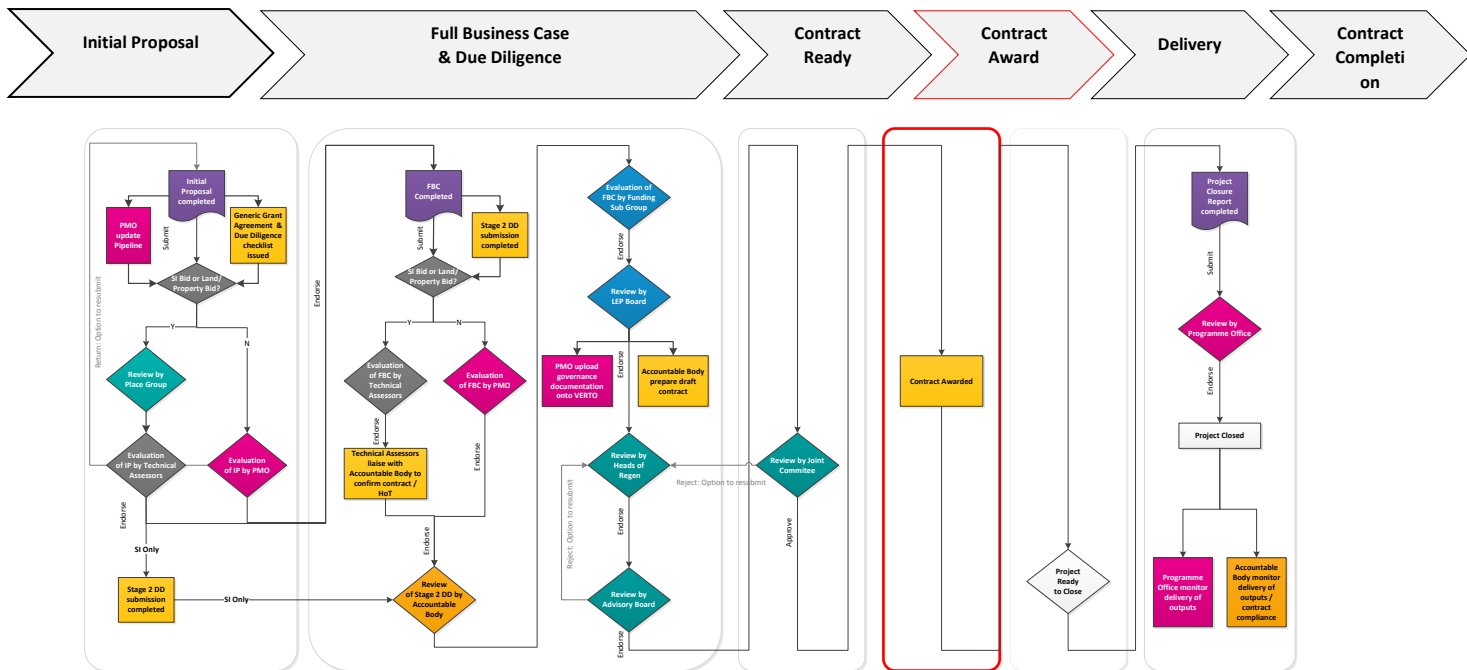 Initial Proposal
Full Business Case
& Due Diligence
Contract
Ready
Contract
Award
Delivery
Contract
Completi
on
Initial
Proposal
completed
PMO
update
Pipeline
Generic Grant
Agreement &
Due Diligence
checklist
issued
Submit
SI Bid or Land/
Property Bid?
Return: Option to resubmit
Y
N
Review by
Place Group
Evaluation
of IP by Technical
Assessors
Evaluation
of IP by PMO
Endorse
SI Only
Stage 2 DD
submission
completed
SI Only
Endorse
FBC
Completed
Stage 2 DD
submission
completed
Submit
SI Bid or Land/
Property Bid?
Y
N
Evaluation
of FBC by
Technical
Assessors
Evaluation
of FBC by PMO
Endorse
Endorse
Technical Assessors
liaise with
Accountable Body to
confirm contract /
HoT
Endorse
Review
of Stage 2 DD by
Accountable
Body
Evaluation of
FBC by Funding
Sub Group
Endorse
Review by
LEP Board
PMO upload
governance
documentation
onto VERTO
Endorse
Accountable Body
prepare draft
contract
Review by
Heads of
Regen
Reject: Option to resubmit
Endorse
Review by
Advisory Board
Endorse
Review by Joint
Commitee
Reject: Option to resubmit
Approve
Contract Awarded
Project
Ready
to Close
Project
Closure
Report
completed
Submit
Review by
Programme Office
Endorse
Project Closed
Programme
Office monitor
delivery of
outputs
Accountable
Body monitor
delivery of
outputs /
contract
compliance